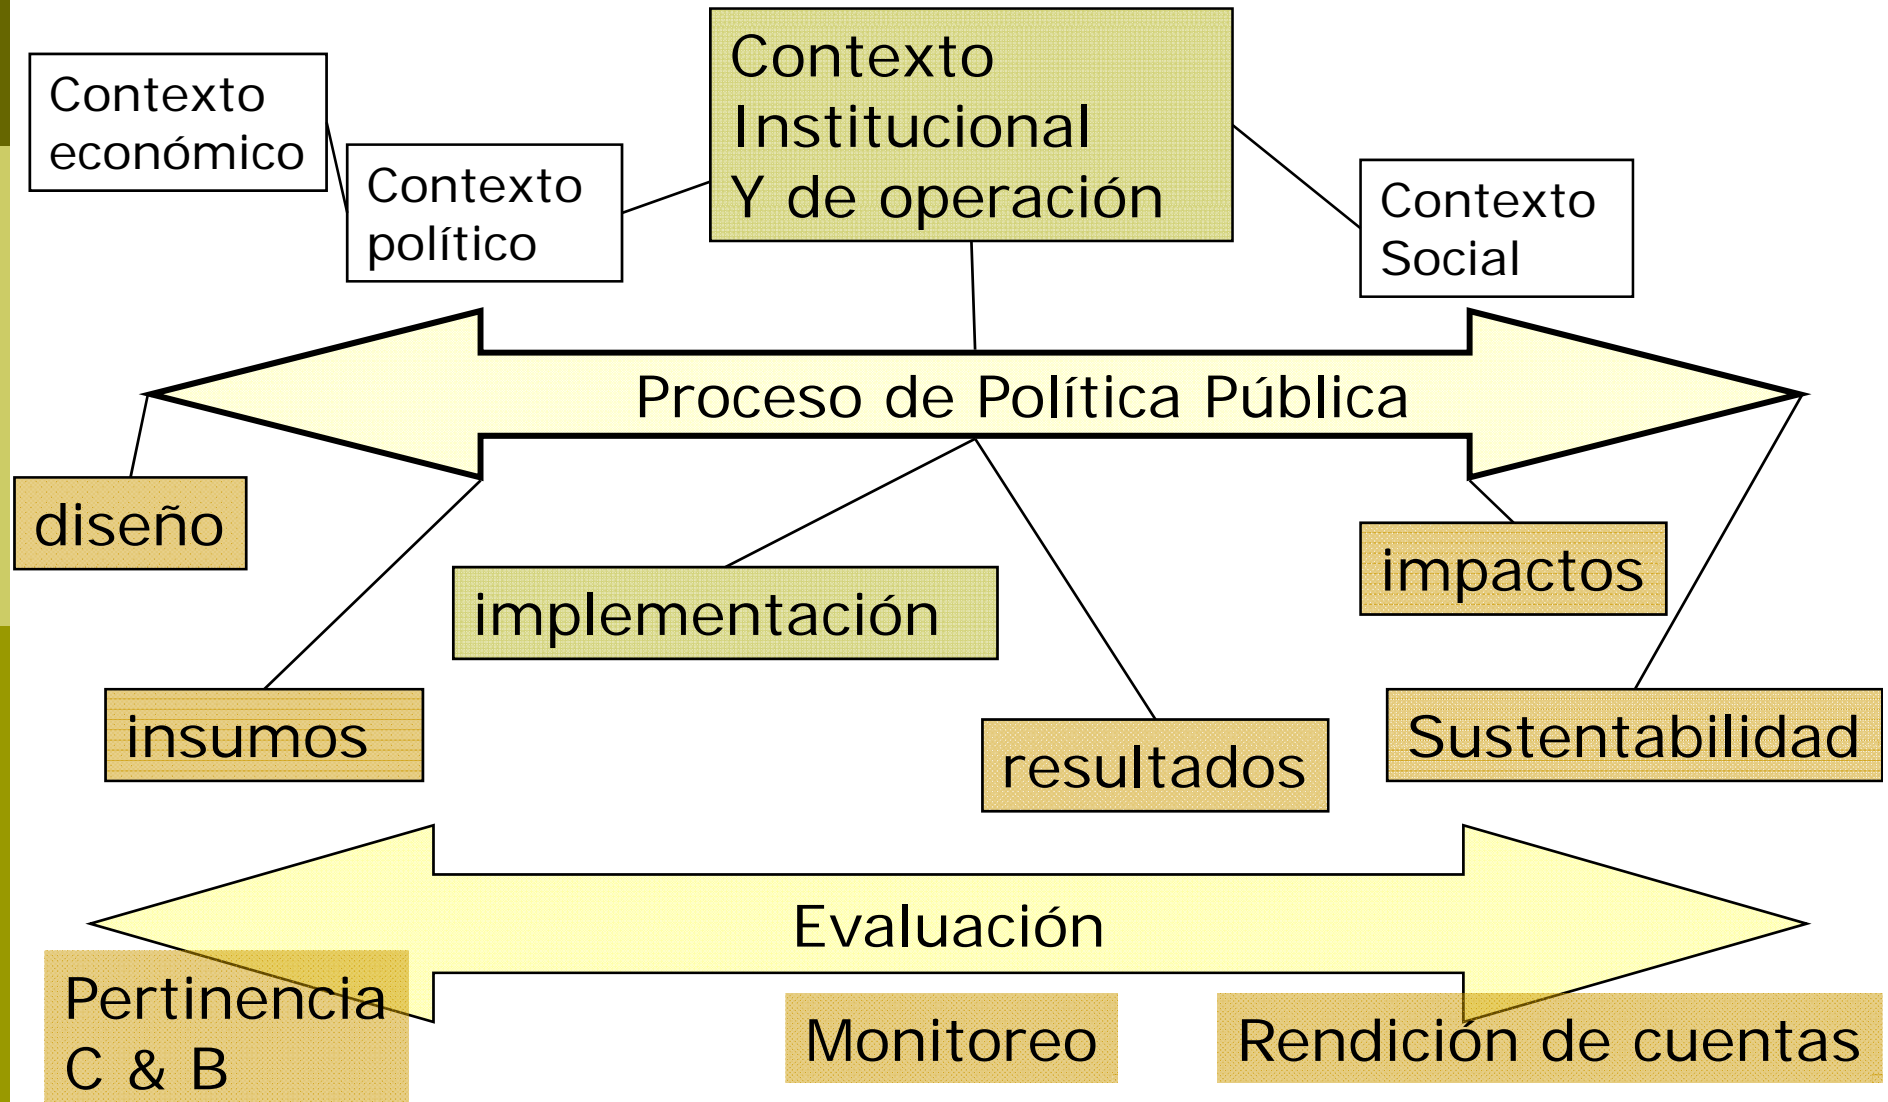 Contexto
económico
Contexto
político
Contexto
Institucional
Y de operación
Contexto
Social
Proceso de Política Pública
diseño
insumos
implementación
resultados
impactos
Sustentabilidad
Evaluación
Pertinencia
C & B
Monitoreo
Rendición de cuentas